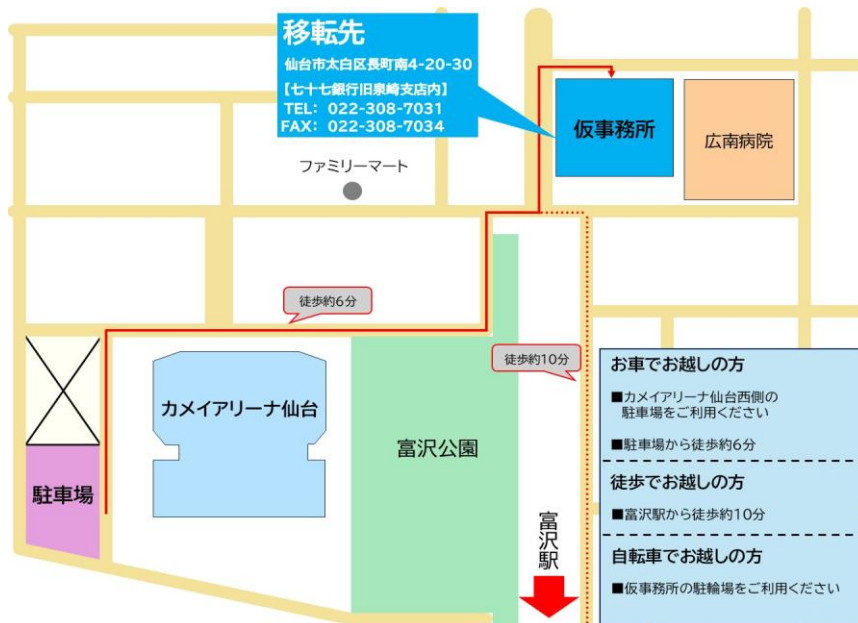 移転先
仙台市太白区長町南4-20-30
【七十七銀行旧泉崎支店内】
TEL: 022-308-7031
FAX: 022-308-7034
仮事務所
広南病院
ファミリーマート
徒歩約6分
徒歩約10分
カメイアリーナ仙台
富沢公園
駐車場
富沢駅
お車でお越しの方
■カメイアリーナ仙台西側の
駐車場をご利用ください
■駐車場から徒歩約6分
徒歩でお越しの方
■富沢駅から徒歩約10分
自転車でお越しの方
■仮事務所の駐輪場をご利用ください